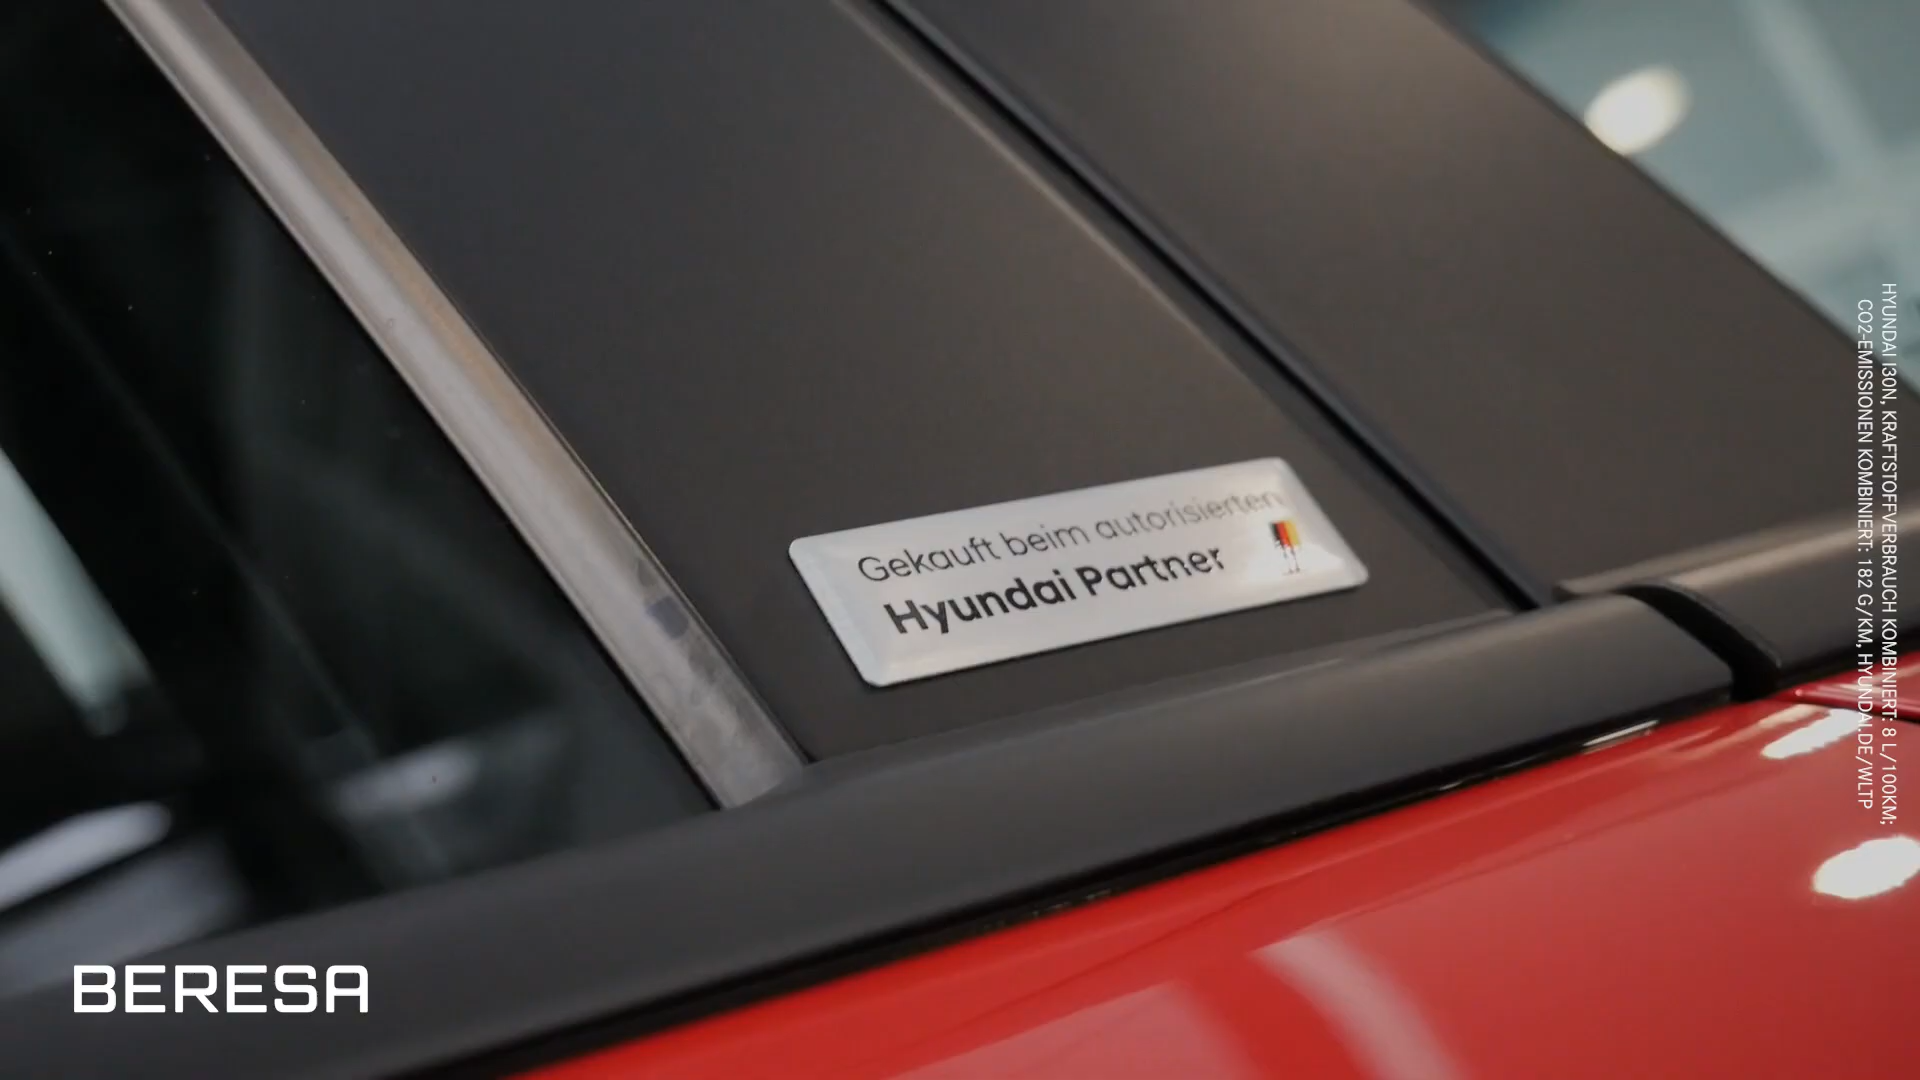 Gekauft beim autorisierten
Hyundai Partner
HYUNDAI I30N, KRAFTSTOFFVERBRAUCH KOMBINIERT: 8 L/100KM;
CO2-EMISSIONEN KOMBINIERT: 182 G/KM, HYUNDAI.DE/WLTP
BERESA